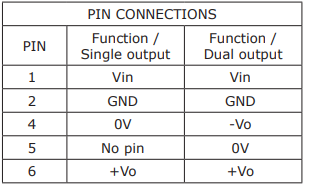 PIN CONNECTIONS
PIN Function / Single output Function / Dual output
1 Vin Vin
2 GND GND
4 0V -Vo
5 No pin 0V
6 +Vo +Vo